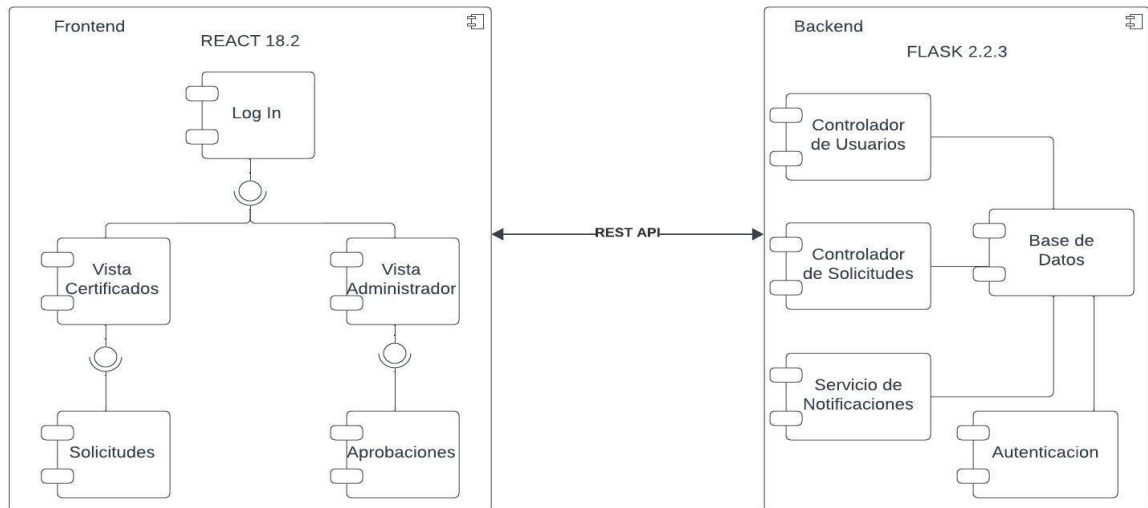 Frontend
REACT 18.2
Log In
Vista
Certificados
Vista
Administrador
Solicitudes
Aprobaciones
REST API
Backend
FLASK 2.2.3
Controlador
de Usuarios
Controlador
de Solicitudes
Base de
Datos
Servicio de
Notificaciones
Autenticacion